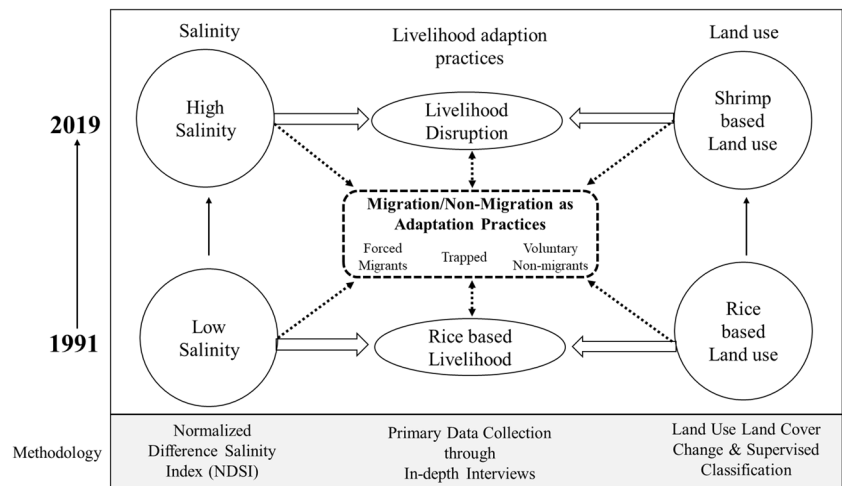 Salinity
Livelihood adaption
practices
Land use
2019
High
Salinity
Livelihood
Disruption
Shrimp
based
Land use
Migration/Non-Migration as
Adaptation Practices
Forced
Migrants
Trapped
Voluntary
Non-migrants
1991
Low
Salinity
Rice based
Livelihood
Rice
based
Land use
Methodology
Normalized
Difference Salinity
Index (NDSI)
Primary Data Collection
through
In-depth Interviews
Land Use Land Cover
Change & Supervised
Classification